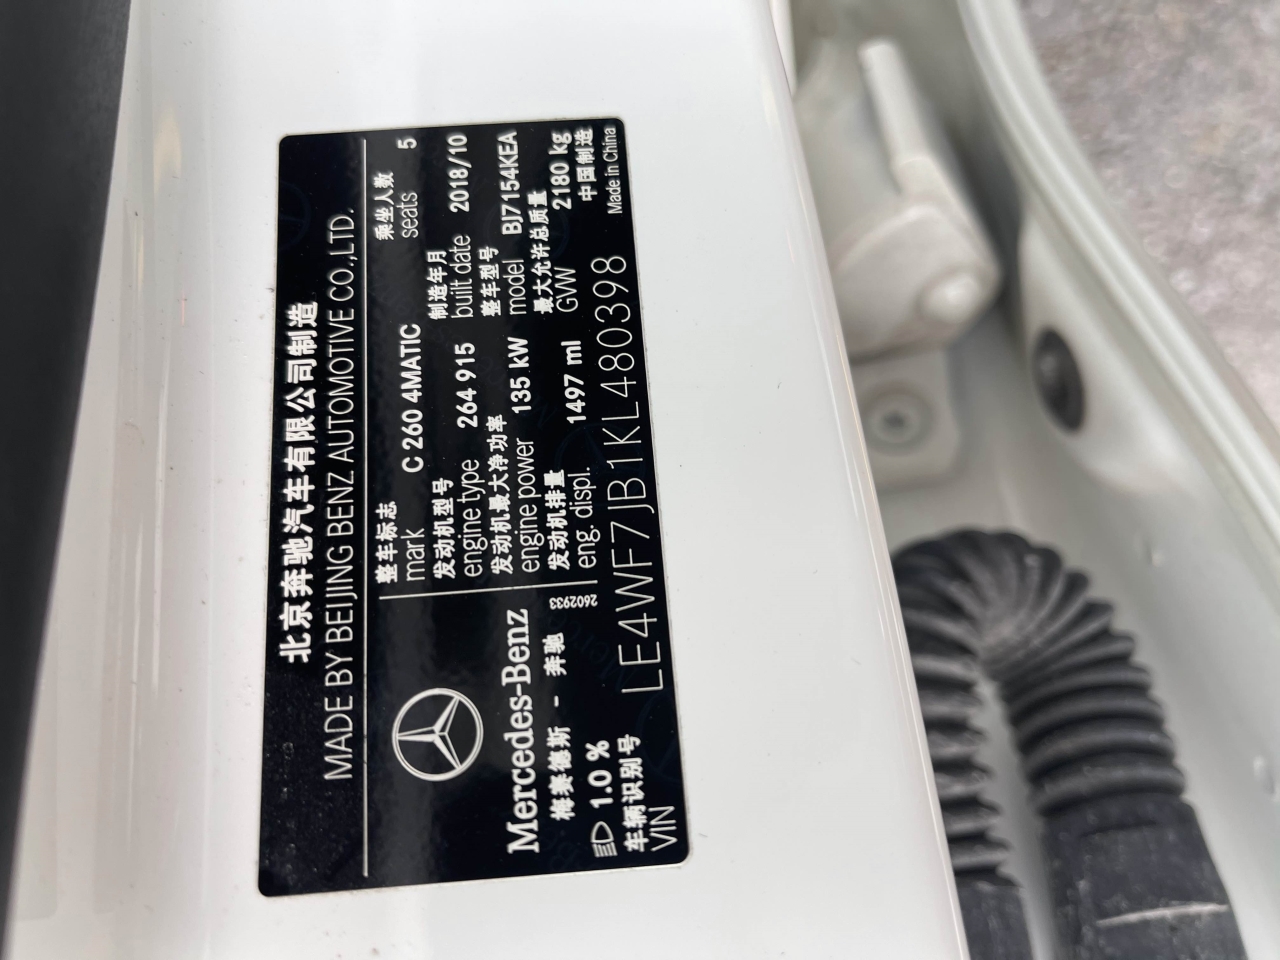 北京奔驰汽车有限公司制造
MADE BY BEIJING BENZ AUTOMOTIVE CO.,LTD.
整车标志
mark
C 260 4MATIC
乘坐人数
seats
5
发动机型号
engine type
264 915
制造年月
built date
2018/10
发动机最大净功率
engine power
135 kW
整车型号
model
BJ7154KEA
发动机排量
eng. displ.
1497 ml
最大允许总质量
GVW
2180 kg
Mercedes-Benz
梅赛德斯 - 奔驰
2602933
1.0 %
中国制造
Made in China
车辆识别号
VIN
LE4WF7JB1KL480398